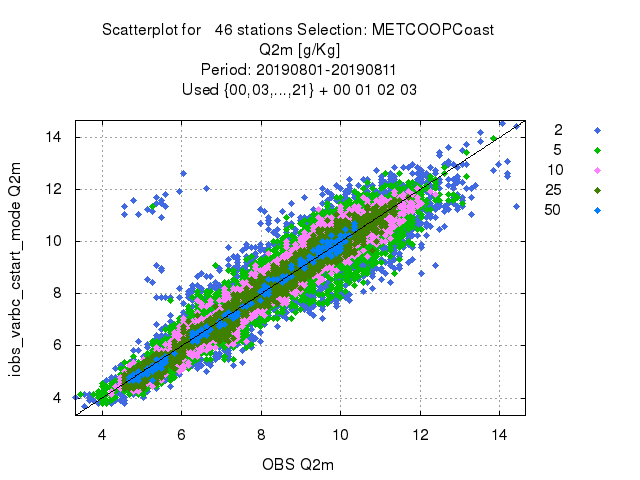 Scatterplot for 46 stations Selection: METCOOPCoast
Q2m [g/Kg]
Period: 20190801-20190811
Used {00,03,...,21} + 00 01 02 03
2
5
10
25
50
14
12
10
8
6
4
iobs_varbc_cstart_mode Q2m
4 6 8 10 12 14
OBS Q2m